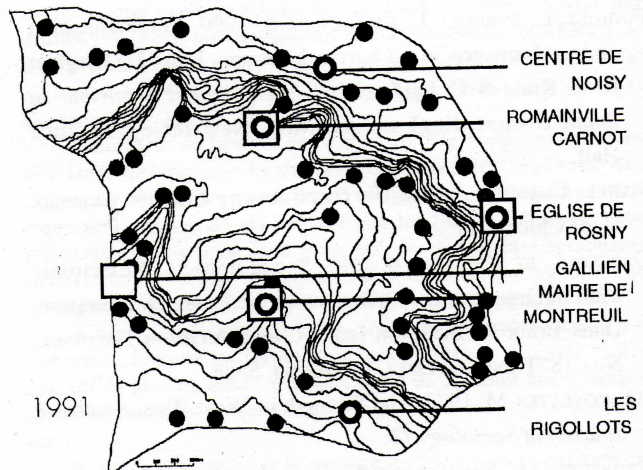 CENTRE DE
NOISY
ROMAINVILLE
CARNOT
EGLISE DE
ROSNY
GALLIEN
MAIRIE DE
MONTREUIL
LES
RIGOLLOTS
1991